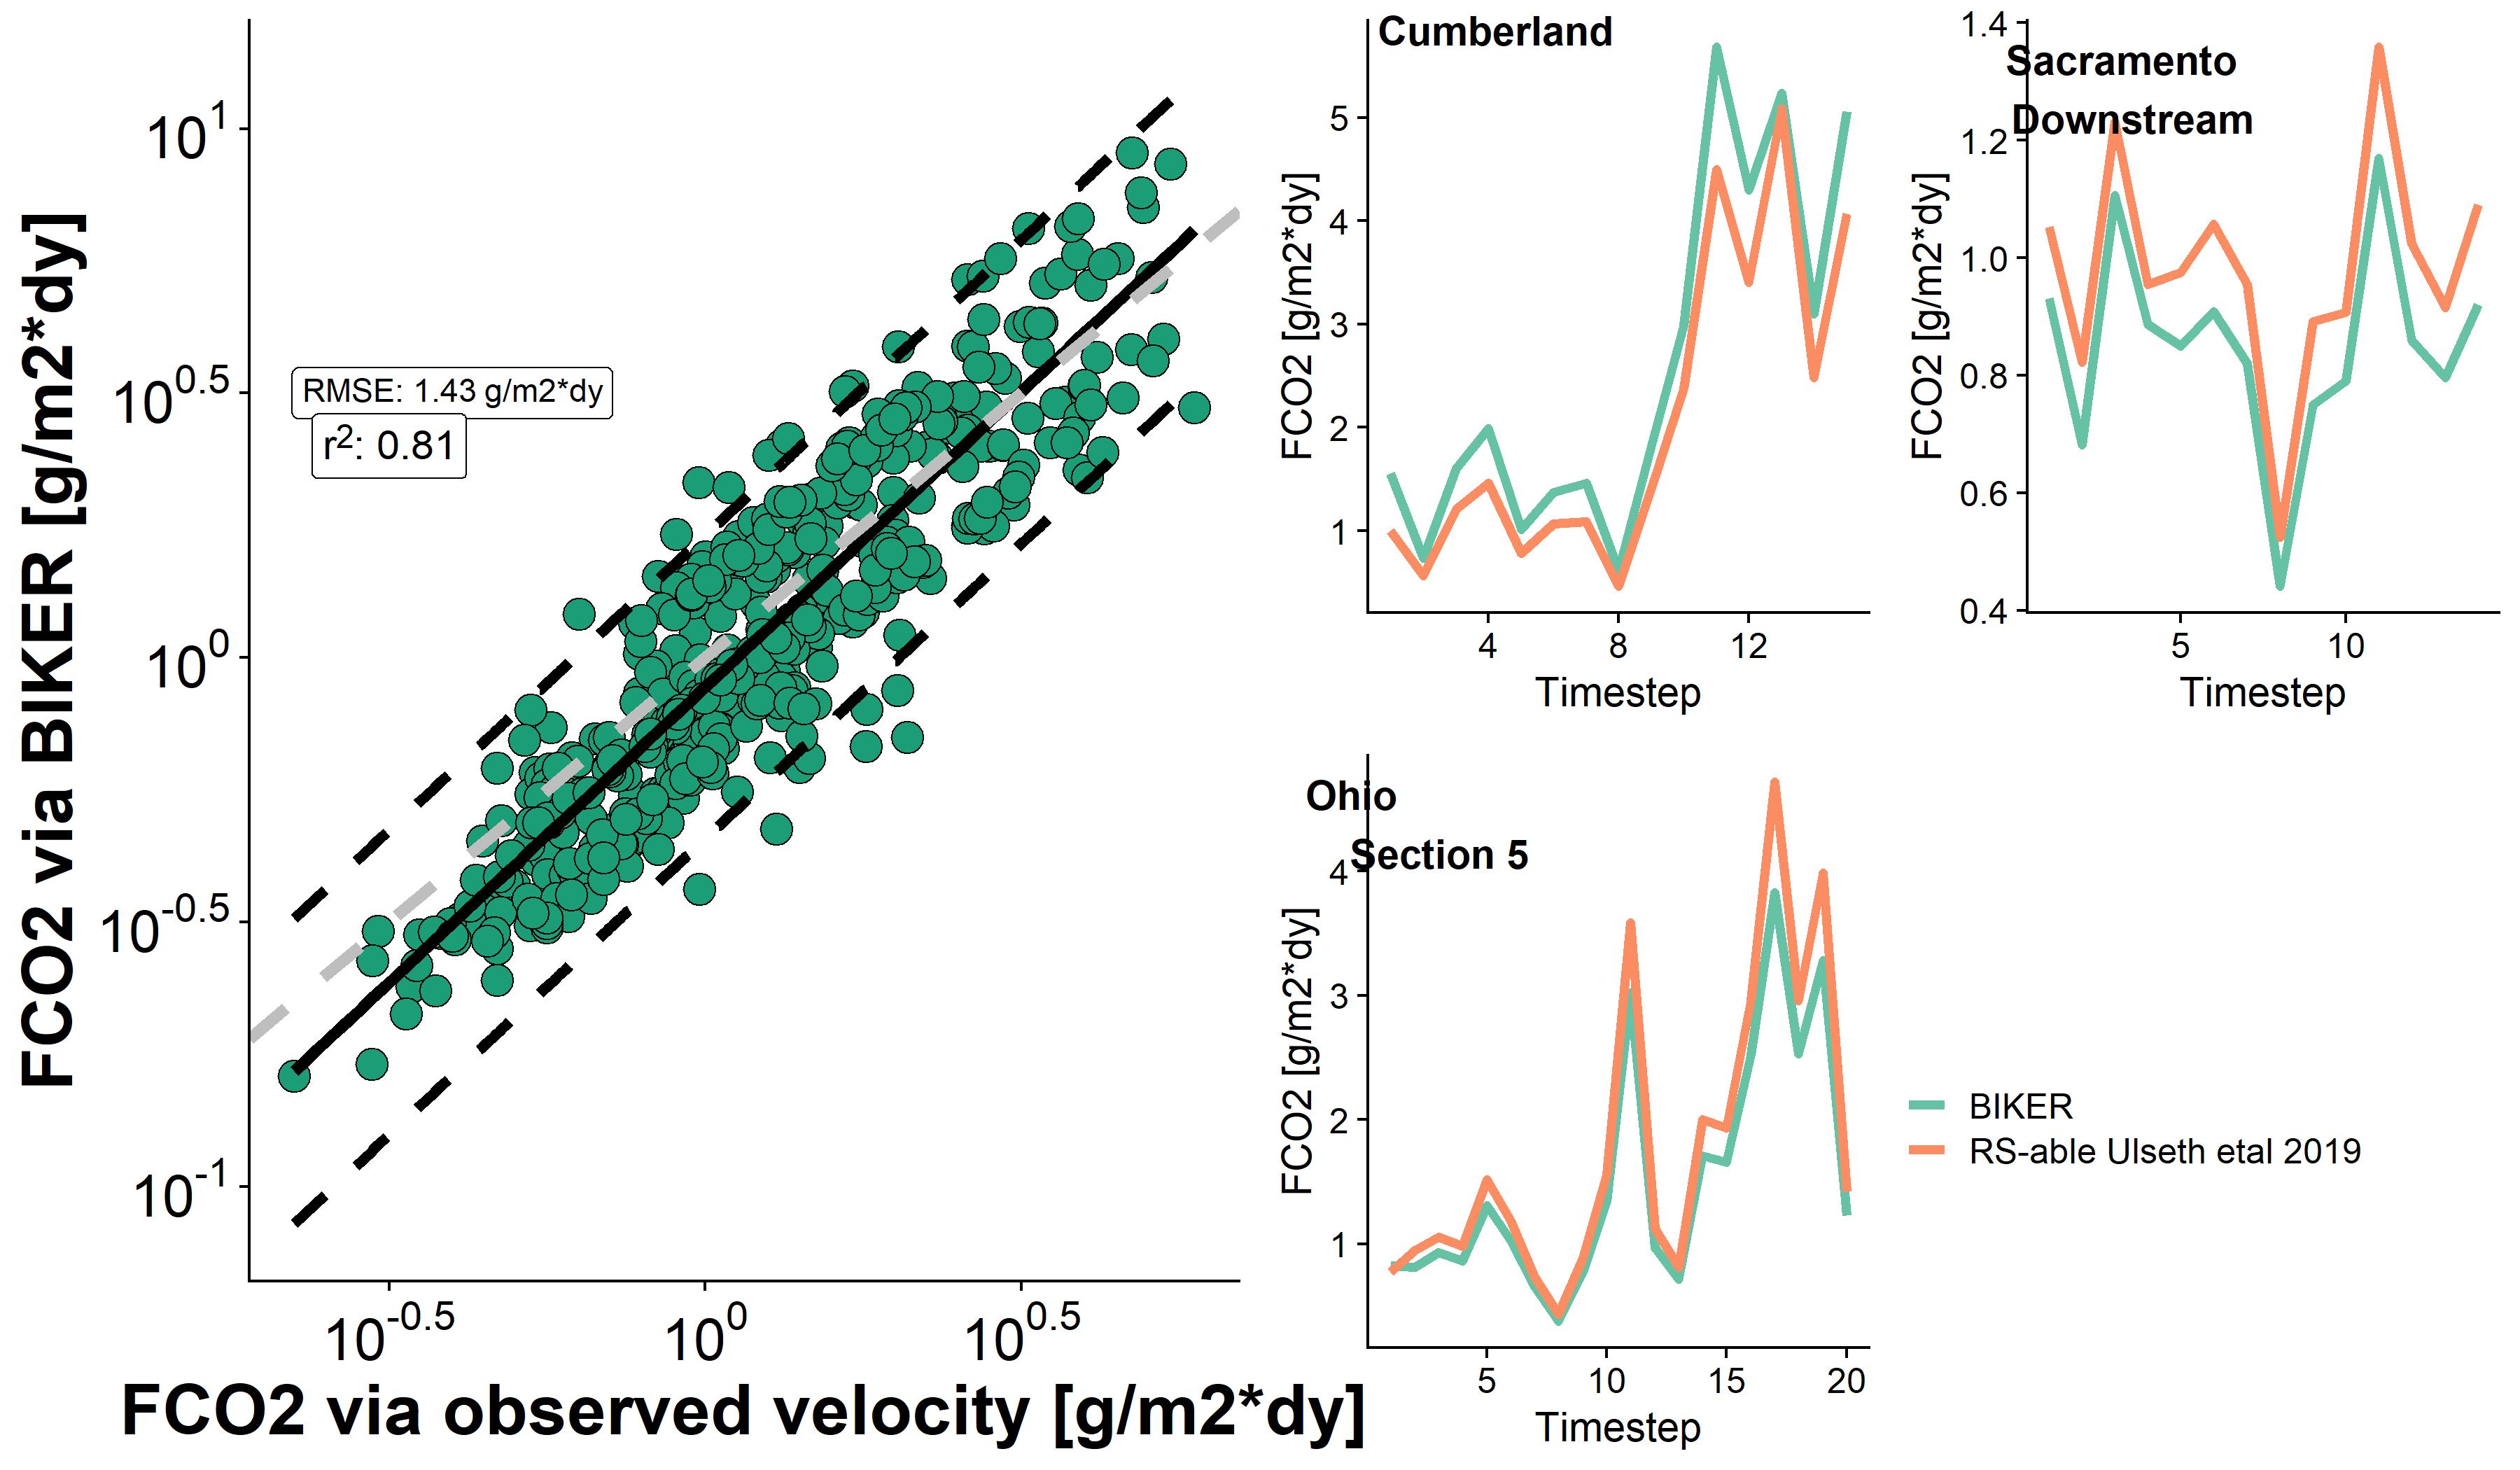 FCO2 via BIKER [g/m2*dy]
10^1
10^0.5
10^0
10^-0.5
10^-1
RMSE: 1.43 g/m2*dy
r^2: 0.81
10^-0.5 10^0 10^0.5
FCO2 via observed velocity [g/m2*dy]
Cumberland
FCO2 [g/m2*dy]
5
4
3
2
1
4 8 12
Timestep
Sacramento
Downstream
FCO2 [g/m2*dy]
1.4
1.2
1.0
0.8
0.6
0.4
5 10
Timestep
Ohio
Section 5
FCO2 [g/m2*dy]
4
3
2
1
5 10 15 20
Timestep
BIKER
RS-able Ulseth etal 2019